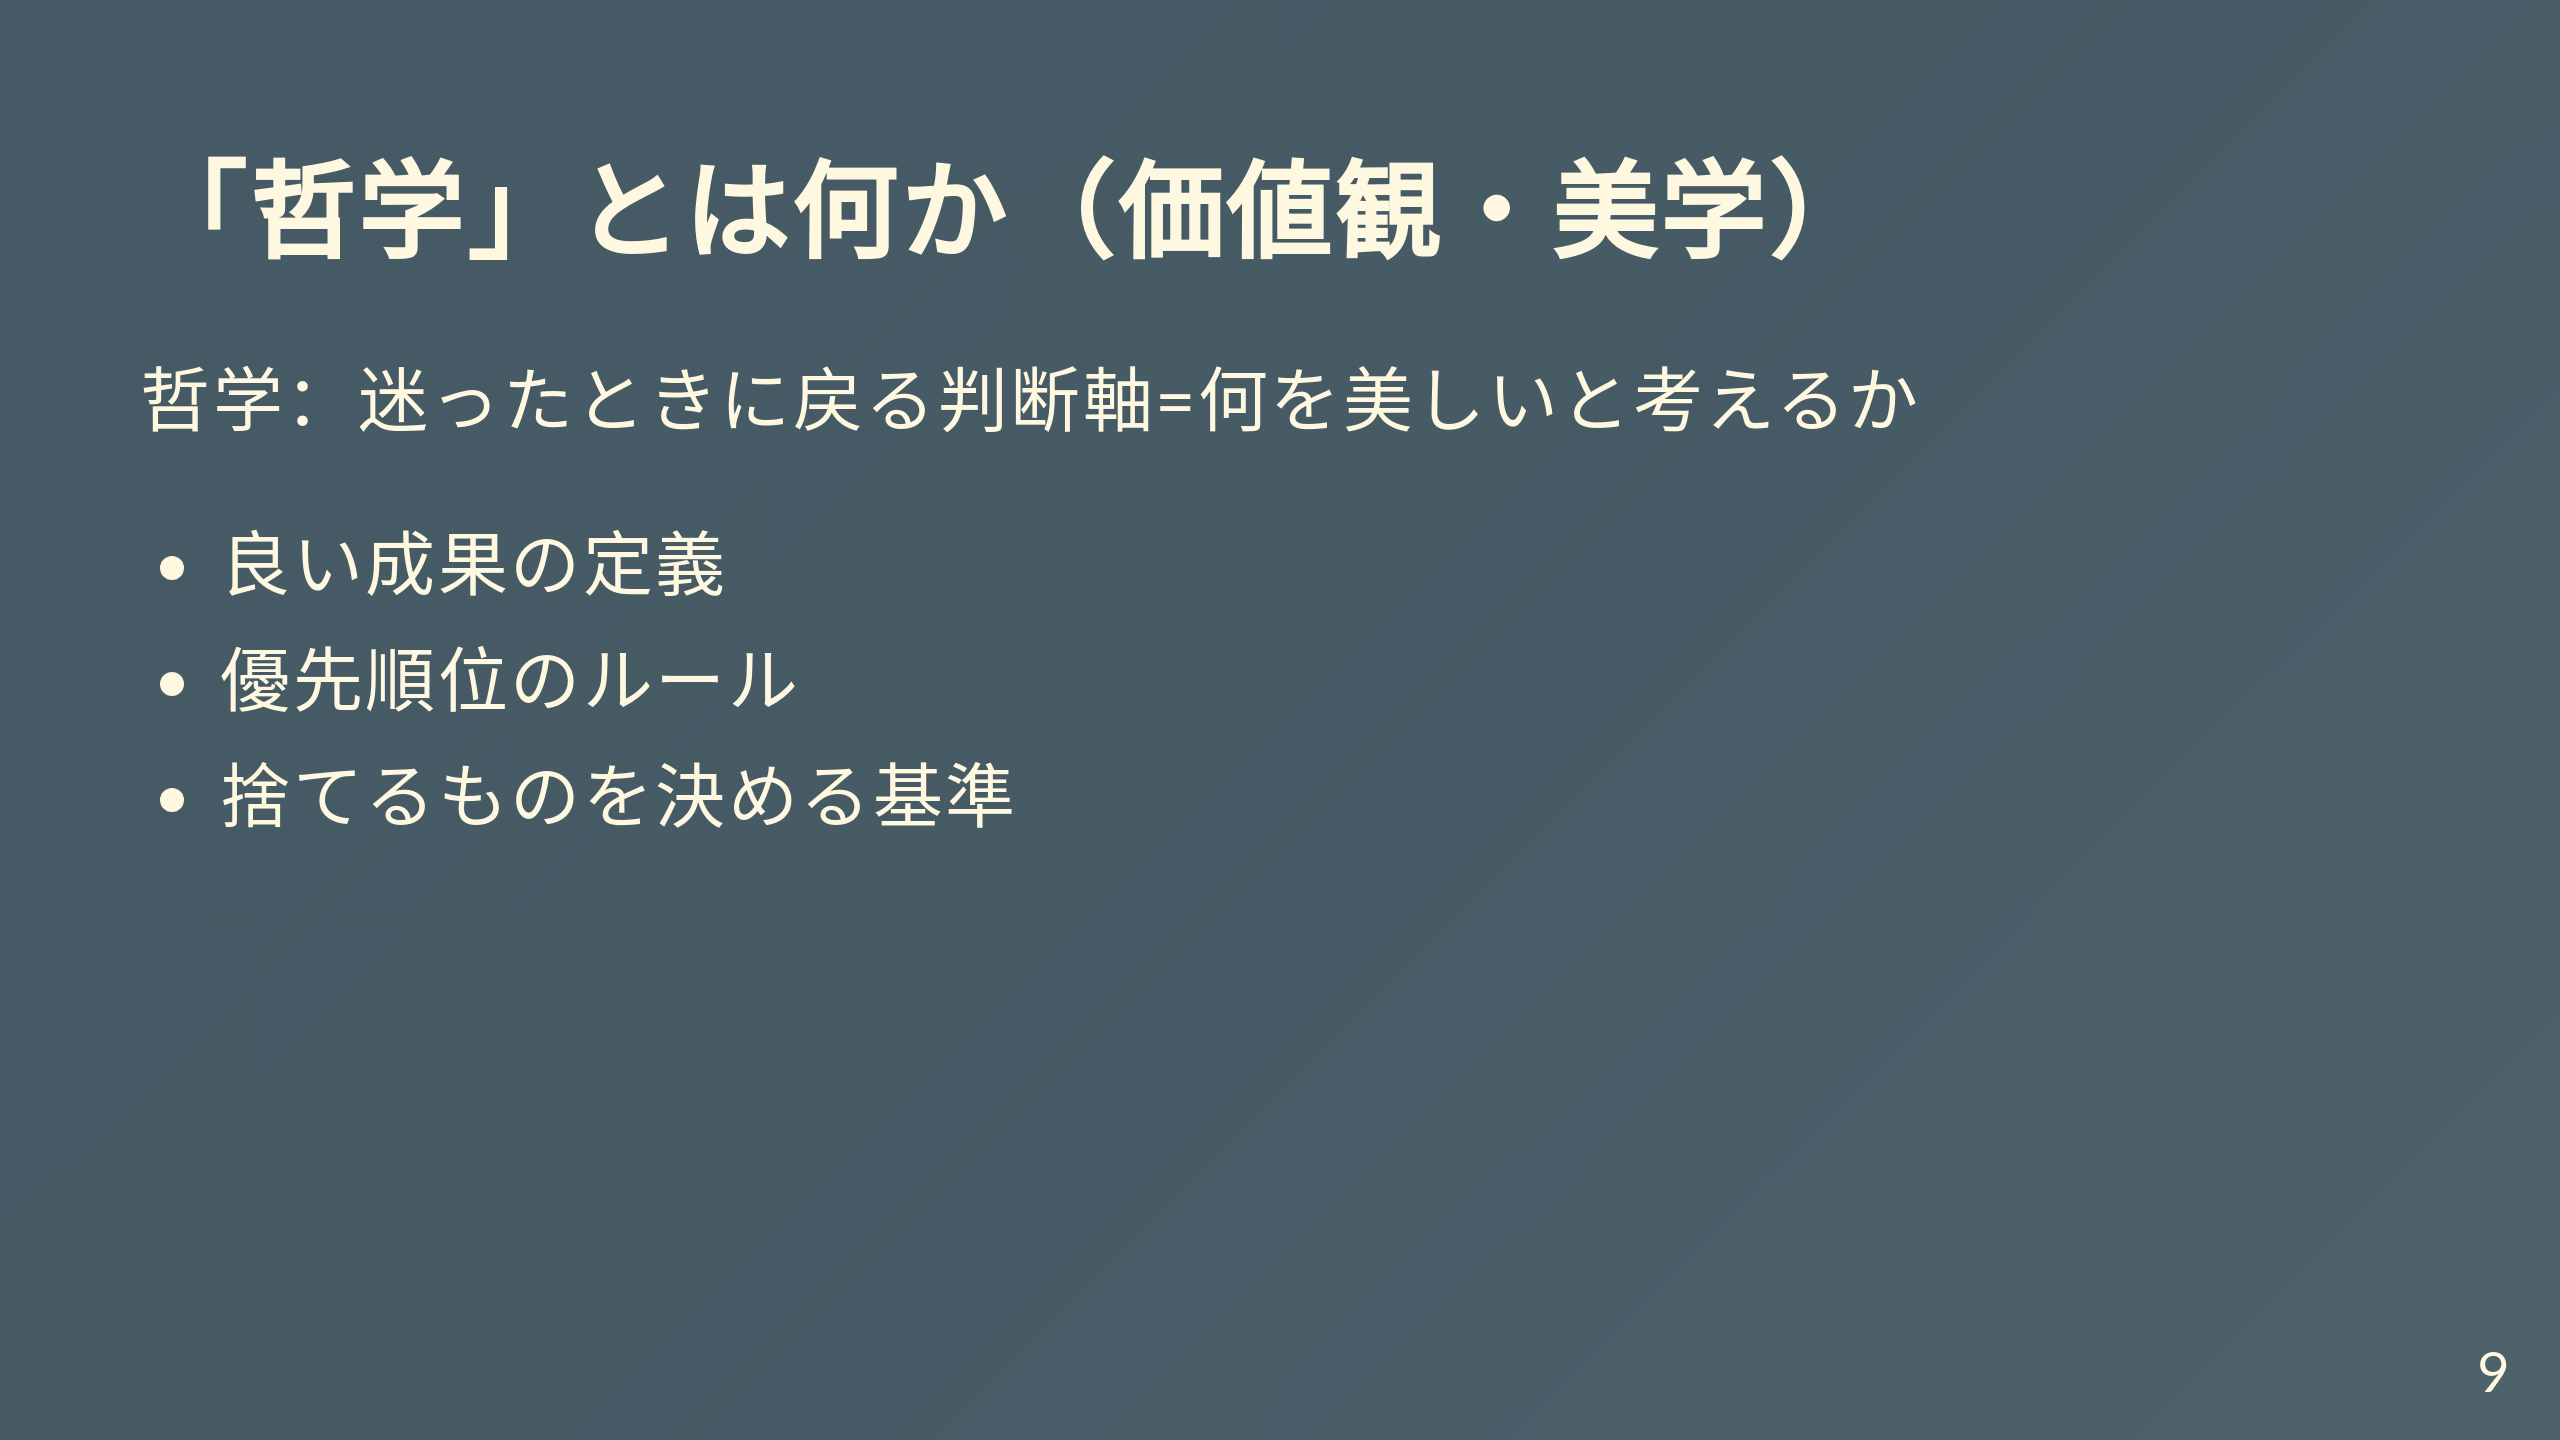 「哲学」とは何か（価値観・美学）
哲学：迷ったときに戻る判断軸=何を美しいと考えるか
• 良い成果の定義
• 優先順位のルール
• 捨てるものを決める基準
9